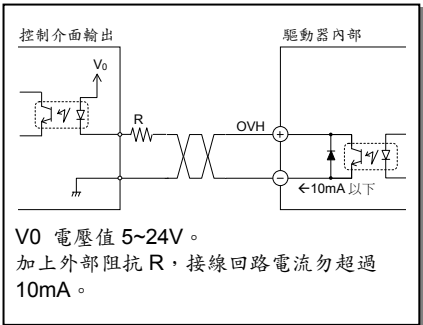 控制介面輸出
驅動器內部
V0
R
OVH
+
−
←10mA 以下
V0 電壓值 5~24V。
加上外部阻抗 R，接線回路電流勿超過
10mA。